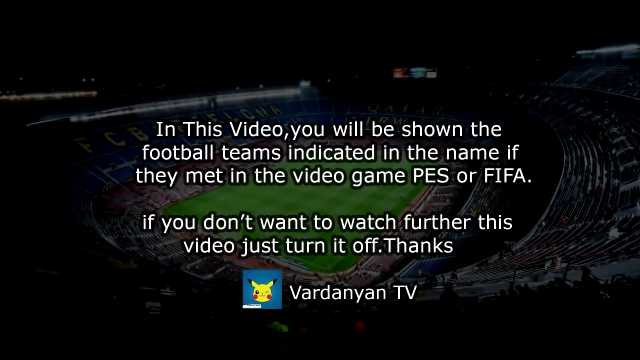 In This Video,you will be shown the
football teams indicated in the name if
they met in the video game PES or FIFA.
if you don't want to watch further this
video just turn it off.Thanks
Vardanyan TV
QATAR